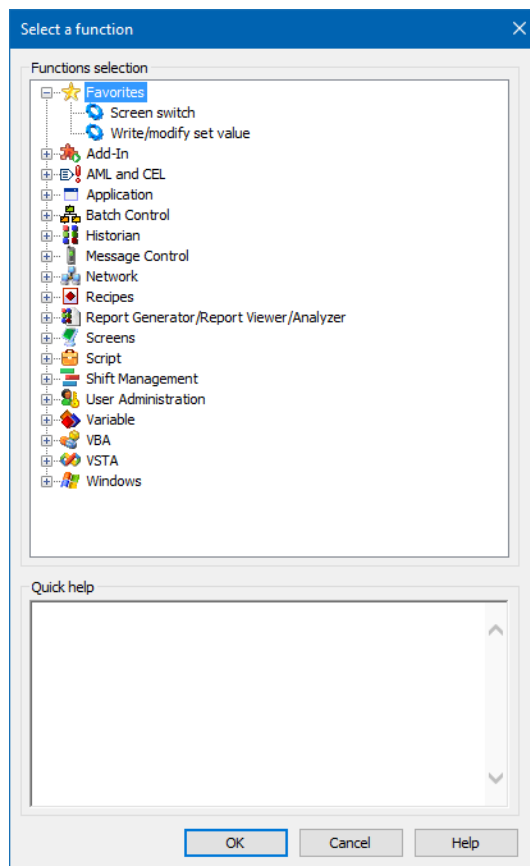 Select a function
Functions selection
Favorites
Screen switch
Write/modify set value
Add-In
AML and CEL
Application
Batch Control
Historian
Message Control
Network
Recipes
Report Generator/Report Viewer/Analyzer
Screens
Script
Shift Management
User Administration
Variable
VBA
VSTA
Windows
Quick help
OK Cancel Help